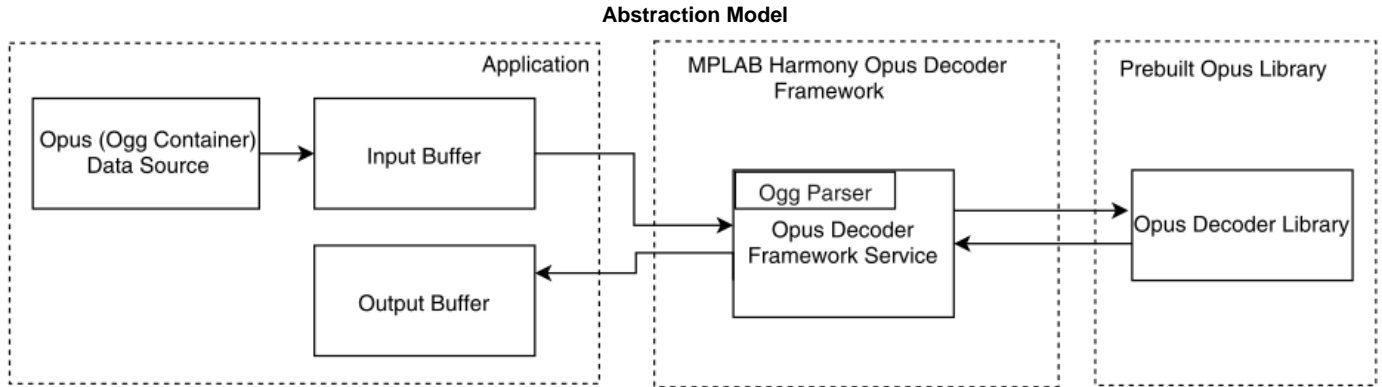 Abstraction Model
Application
Opus (Ogg Container)
Data Source
Input Buffer
Output Buffer
MPLAB Harmony Opus Decoder
Framework
Ogg Parser
Opus Decoder
Framework Service
Prebuilt Opus Library
Opus Decoder Library